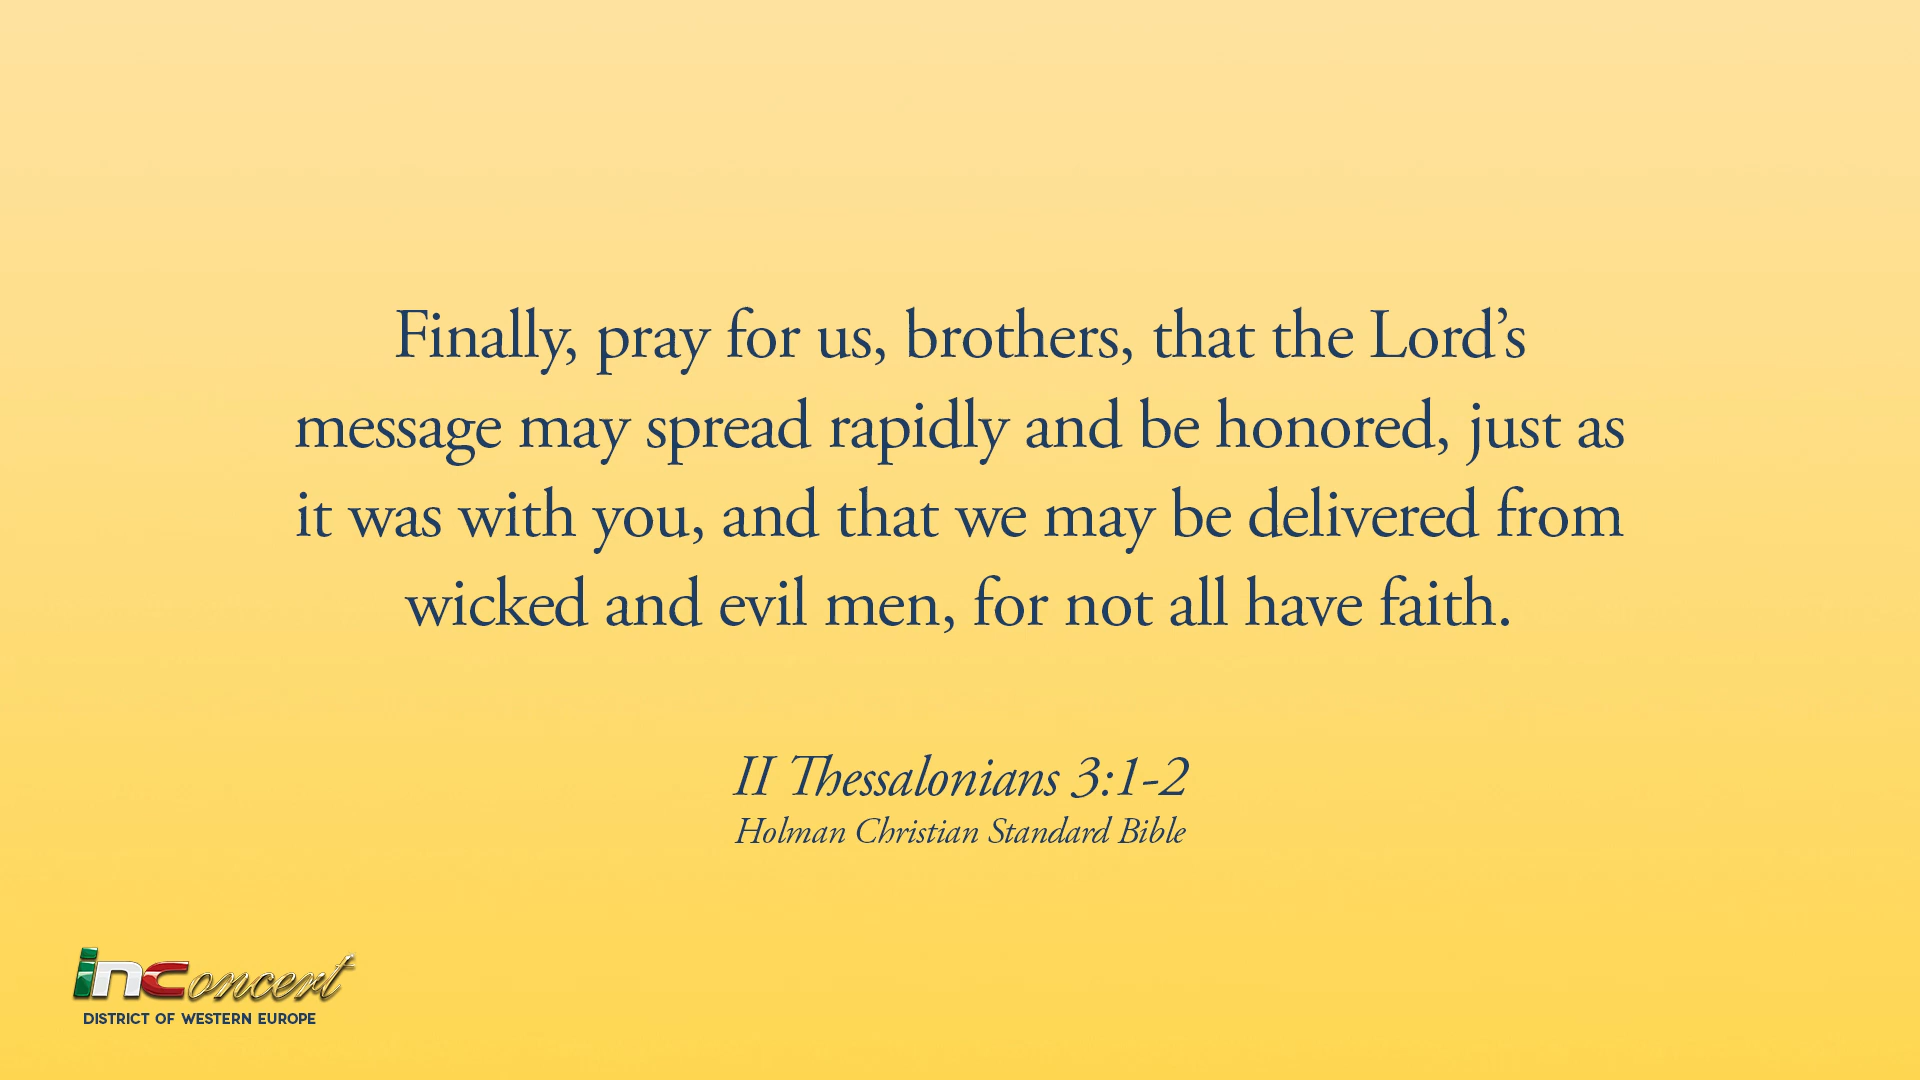 Finally, pray for us, brothers, that the Lord’s
message may spread rapidly and be honored, just as
it was with you, and that we may be delivered from
wicked and evil men, for not all have faith.
II Thessalonians 3:1-2
Holman Christian Standard Bible
inConcert
DISTRICT OF WESTERN EUROPE